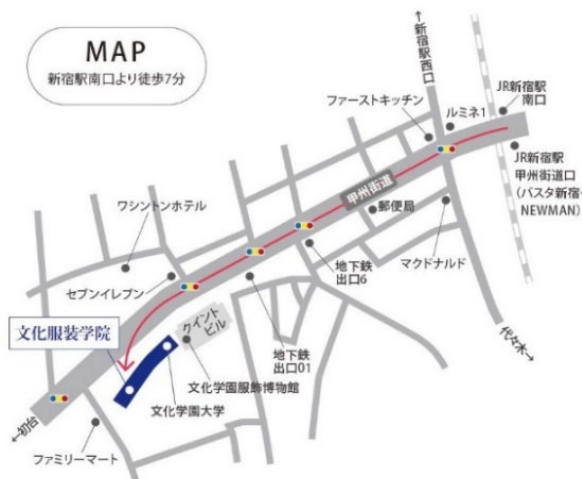 MAP
新宿駅南口より徒歩7分
←新宿駅西口
ファーストキッチン
ルミネ1
JR新宿駅
南口
JR新宿駅
甲州街道口
(バスタ新宿・
NEWMAN)
甲州街道
郵便局
マクドナルド
ワシントンホテル
セブンイレブン
地下鉄
出口6
代々木→
クイント
ビル
地下鉄
出口01
文化服装学院
文化学園服飾博物館
文化学園大学
←初台
ファミリーマート